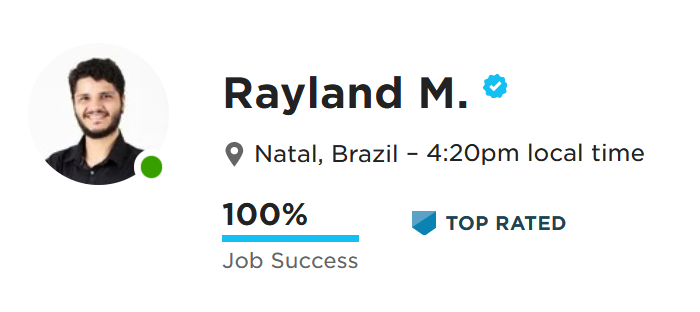 Rayland M.
Natal, Brazil – 4:20pm local time
100%
TOP RATED
Job Success